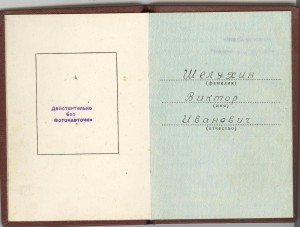 Действительно
без
фотокарточки
Шелухин
(фамилия)
Виктор
(имя)
Иванович
(отчество)